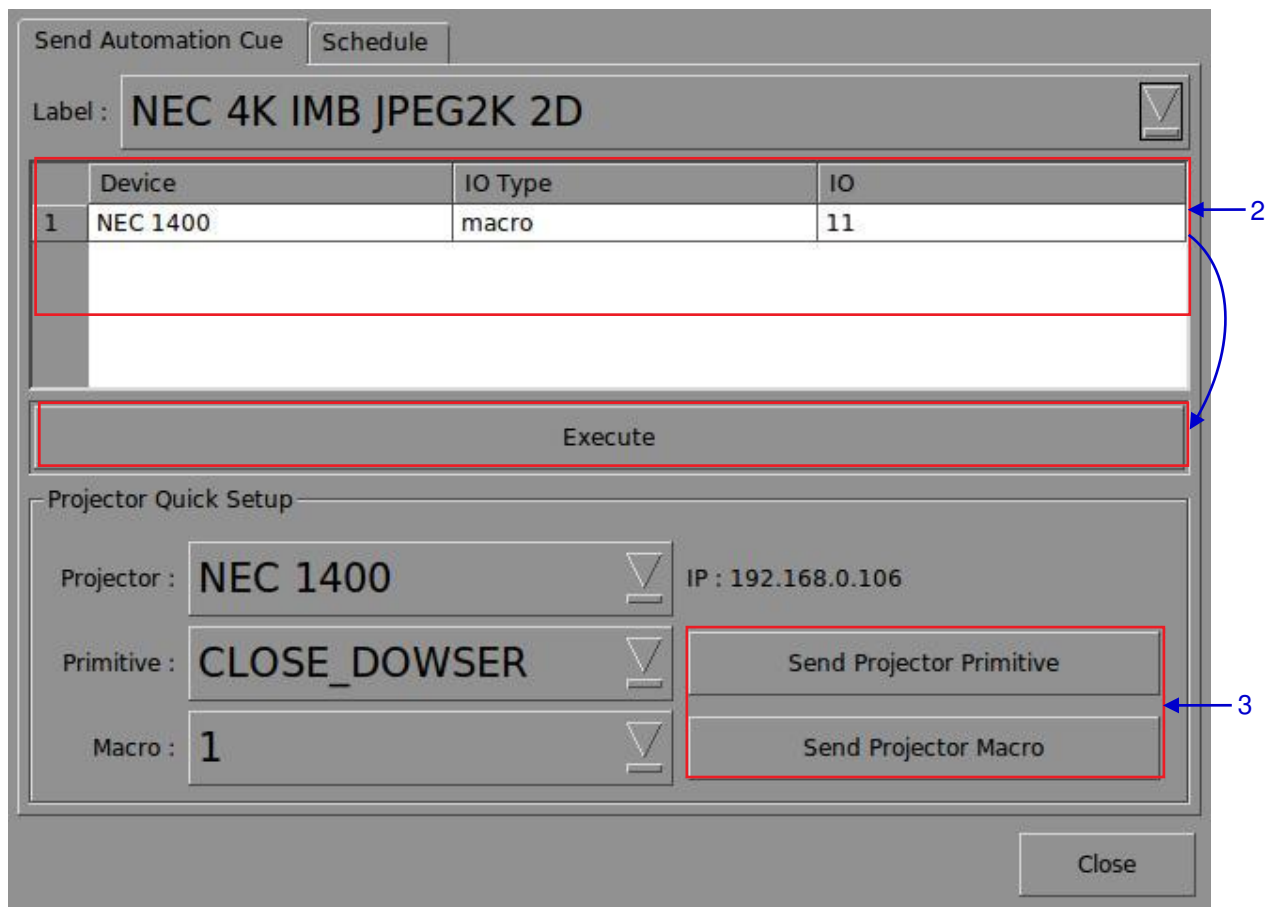 Send Automation Cue Schedule
Label : NEC 4K IMB JPEG2K 2D
Device IO Type IO
1 NEC 1400 macro 11
2
Execute
Projector Quick Setup
Projector : NEC 1400 IP : 192.168.0.106
Primitive : CLOSE_DOWSER Send Projector Primitive
3
Macro : 1 Send Projector Macro
Close